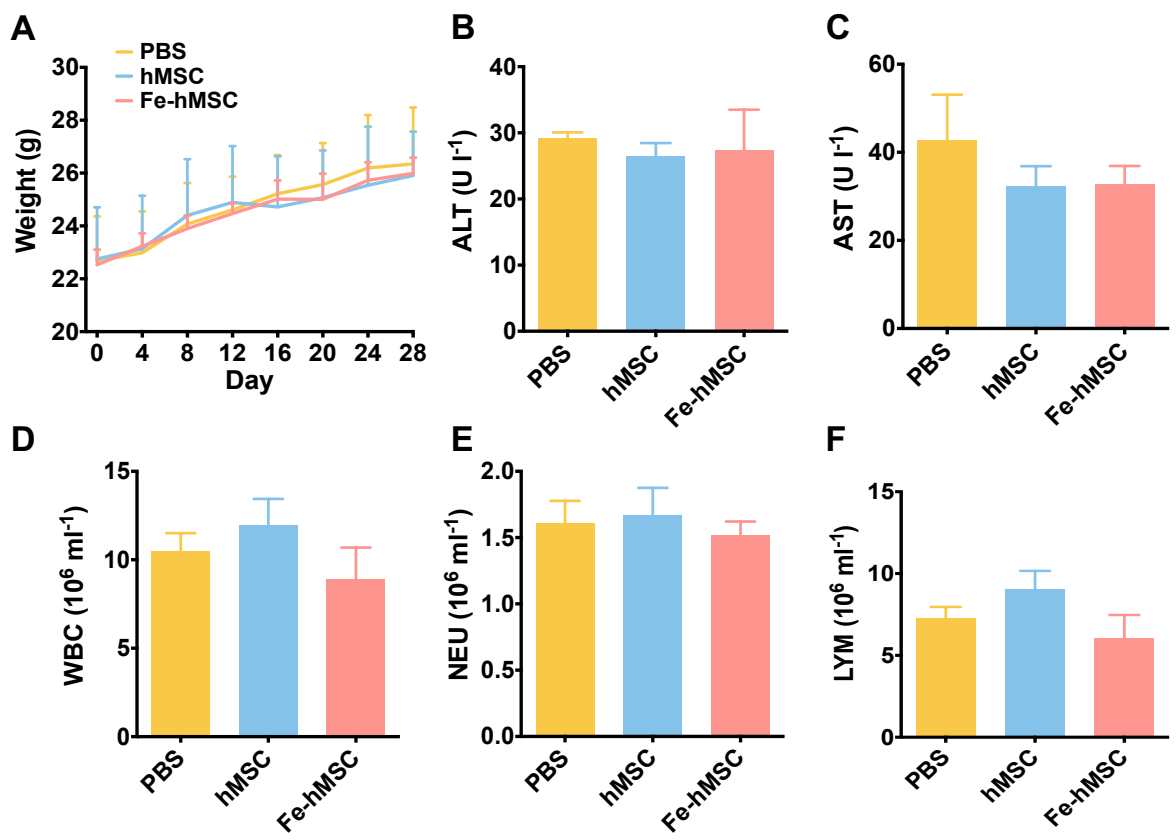 A
PBS
hMSC
Fe-hMSC
30
28
26
24
22
20
Weight (g)
0 4 8 12 16 20 24 28
Day
B
40
30
20
10
0
ALT (U l-1)
PBS hMSC Fe-hMSC
C
60
40
20
0
AST (U l-1)
PBS hMSC Fe-hMSC
D
15
10
5
0
WBC (10⁶ ml-1)
PBS hMSC Fe-hMSC
E
2.0
1.5
1.0
0.5
0.0
NEU (10⁶ ml-1)
PBS hMSC Fe-hMSC
F
15
10
5
0
LYM (10⁶ ml-1)
PBS hMSC Fe-hMSC